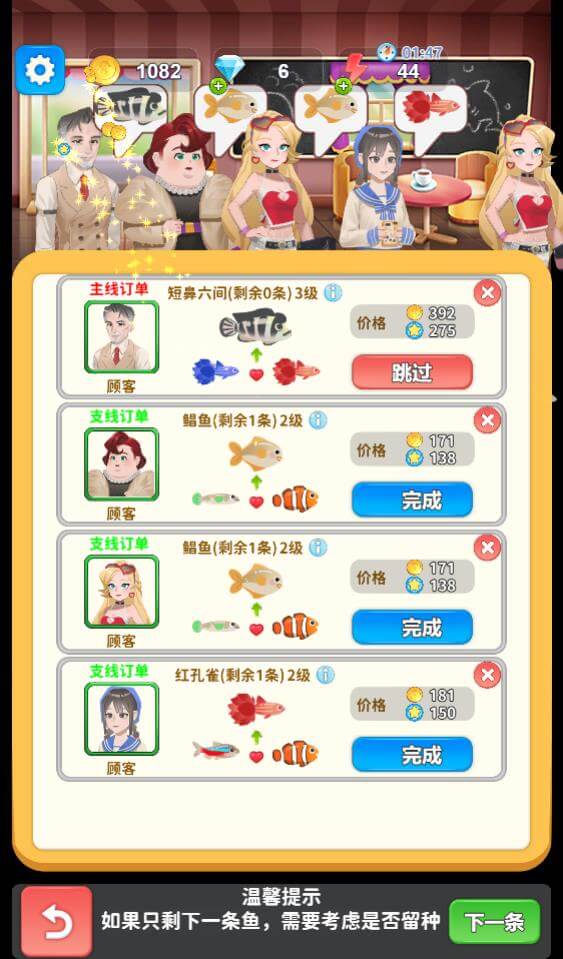 01:47
1082
6
44
主线订单
短鼻六间(剩余0条)3级
392
价格
275
跳过
顾客
支线订单
鲳鱼(剩余1条)2级
171
价格
138
完成
顾客
支线订单
鲳鱼(剩余1条)2级
171
价格
138
完成
顾客
支线订单
红孔雀(剩余1条)2级
181
价格
150
完成
顾客
温馨提示
如果只剩下一条鱼，需要考虑是否留种
下一条